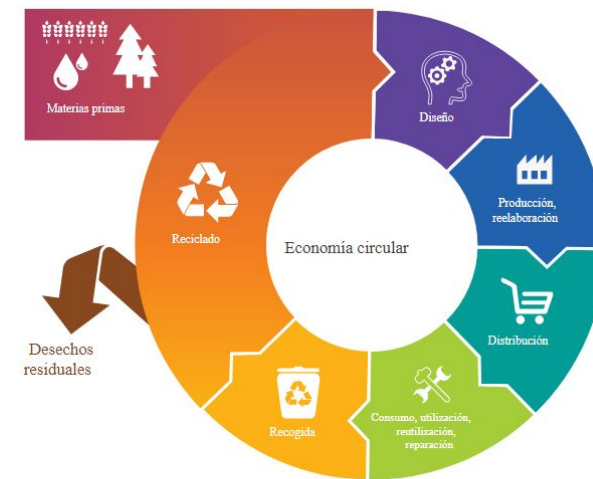 Materias primas
Diseño
Producción,
reelaboración
Distribución
Consumo, utilización,
reutilización,
reparación
Recogida
Reciclado
Economía circular
Desechos
residuales